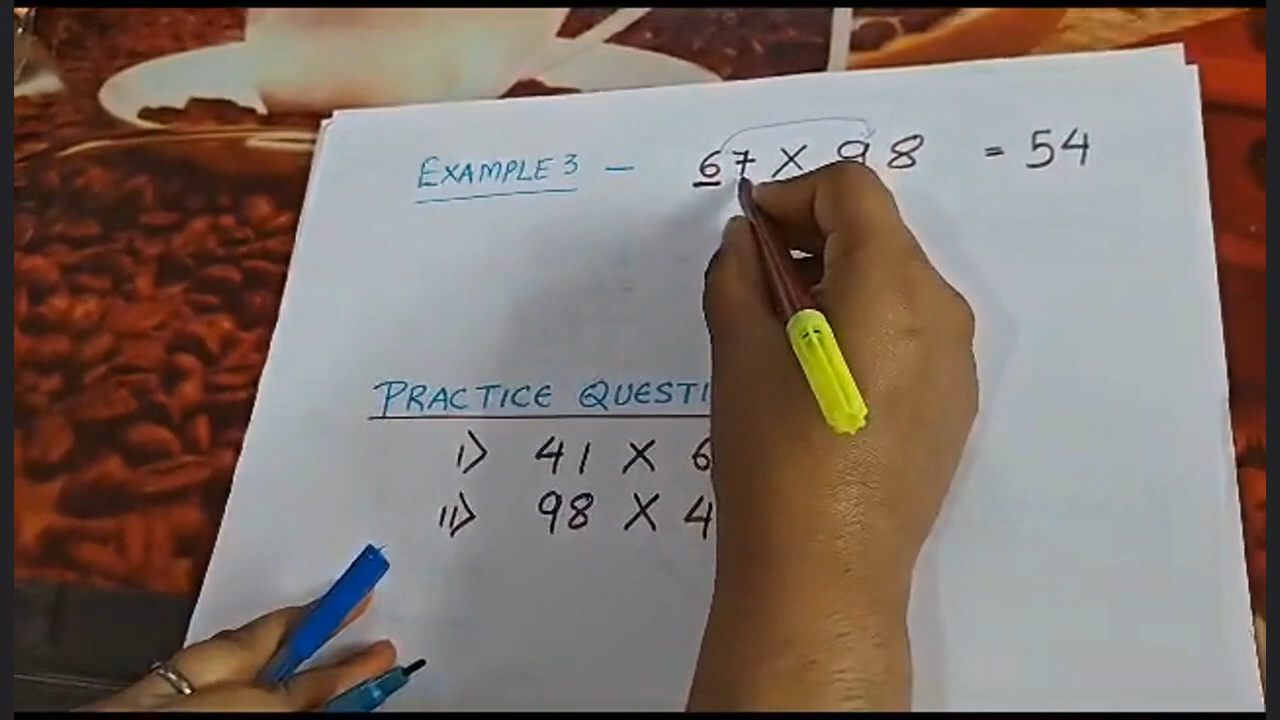 EXAMPLE 3 - 67 X 98 = 54
PRACTICE QUESTI
i> 41 X 6
ii> 98 X 4